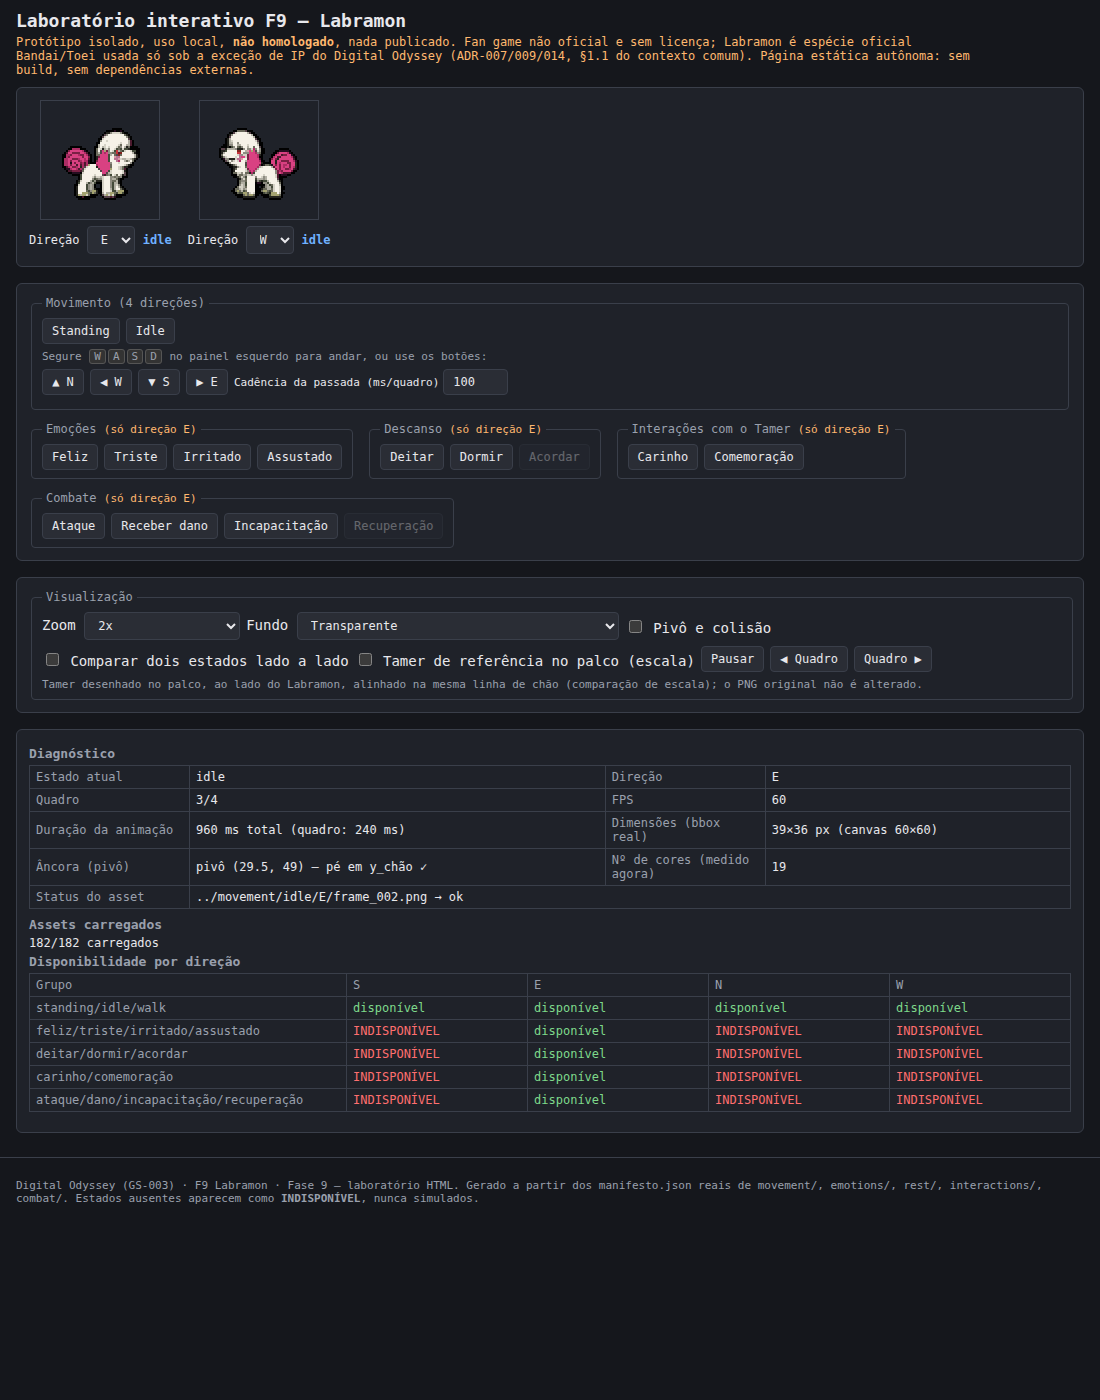 Laboratório interativo F9 — Labramon
Protótipo isolado, uso local, não homologado, nada publicado. Fan game não oficial e sem licença; Labramon é espécie oficial
Bandai/Toei usada só sob a exceção de IP do Digital Odyssey (ADR-007/009/014, §1.1 do contexto comum). Página estática autônoma: sem
build, sem dependências externas.
Direção E idle Direção W idle
Movimento (4 direções)
Standing Idle
Segure W A S D no painel esquerdo para andar, ou use os botões:
▲ N ◀ W ▼ S ▶ E Cadência da passada (ms/quadro) 100
Emoções (só direção E) Descanso (só direção E) Interações com o Tamer (só direção E)
Feliz Triste Irritado Assustado Deitar Dormir Acordar Carinho Comemoração
Combate (só direção E)
Ataque Receber dano Incapacitação Recuperação
Visualização
Zoom 2x Fundo Transparente Pivô e colisão
Comparar dois estados lado a lado Tamer de referência no palco (escala) Pausar ◀ Quadro Quadro ▶
Tamer desenhado no palco, ao lado do Labramon, alinhado na mesma linha de chão (comparação de escala); o PNG original não é alterado.
Diagnóstico
Estado atual idle Direção E
Quadro 3/4 FPS 60
Duração da animação 960 ms total (quadro: 240 ms) Dimensões (bbox real) 39×36 px (canvas 60×60)
Âncora (pivô) pivô (29.5, 49) — pé em y_chão ✓ Nº de cores (medido agora) 19
Status do asset ../movement/idle/E/frame_002.png → ok
Assets carregados
182/182 carregados
Disponibilidade por direção
Grupo S E N W
standing/idle/walk disponível disponível disponível disponível
feliz/triste/irritado/assustado INDISPONÍVEL disponível INDISPONÍVEL INDISPONÍVEL
deitar/dormir/acordar INDISPONÍVEL disponível INDISPONÍVEL INDISPONÍVEL
carinho/comemoração INDISPONÍVEL disponível INDISPONÍVEL INDISPONÍVEL
ataque/dano/incapacitação/recuperação INDISPONÍVEL disponível INDISPONÍVEL INDISPONÍVEL
Digital Odyssey (GS-003) · F9 Labramon · Fase 9 — laboratório HTML. Gerado a partir dos manifesto.json reais de movement/, emotions/, rest/, interactions/,
combat/. Estados ausentes aparecem como INDISPONÍVEL, nunca simulados.